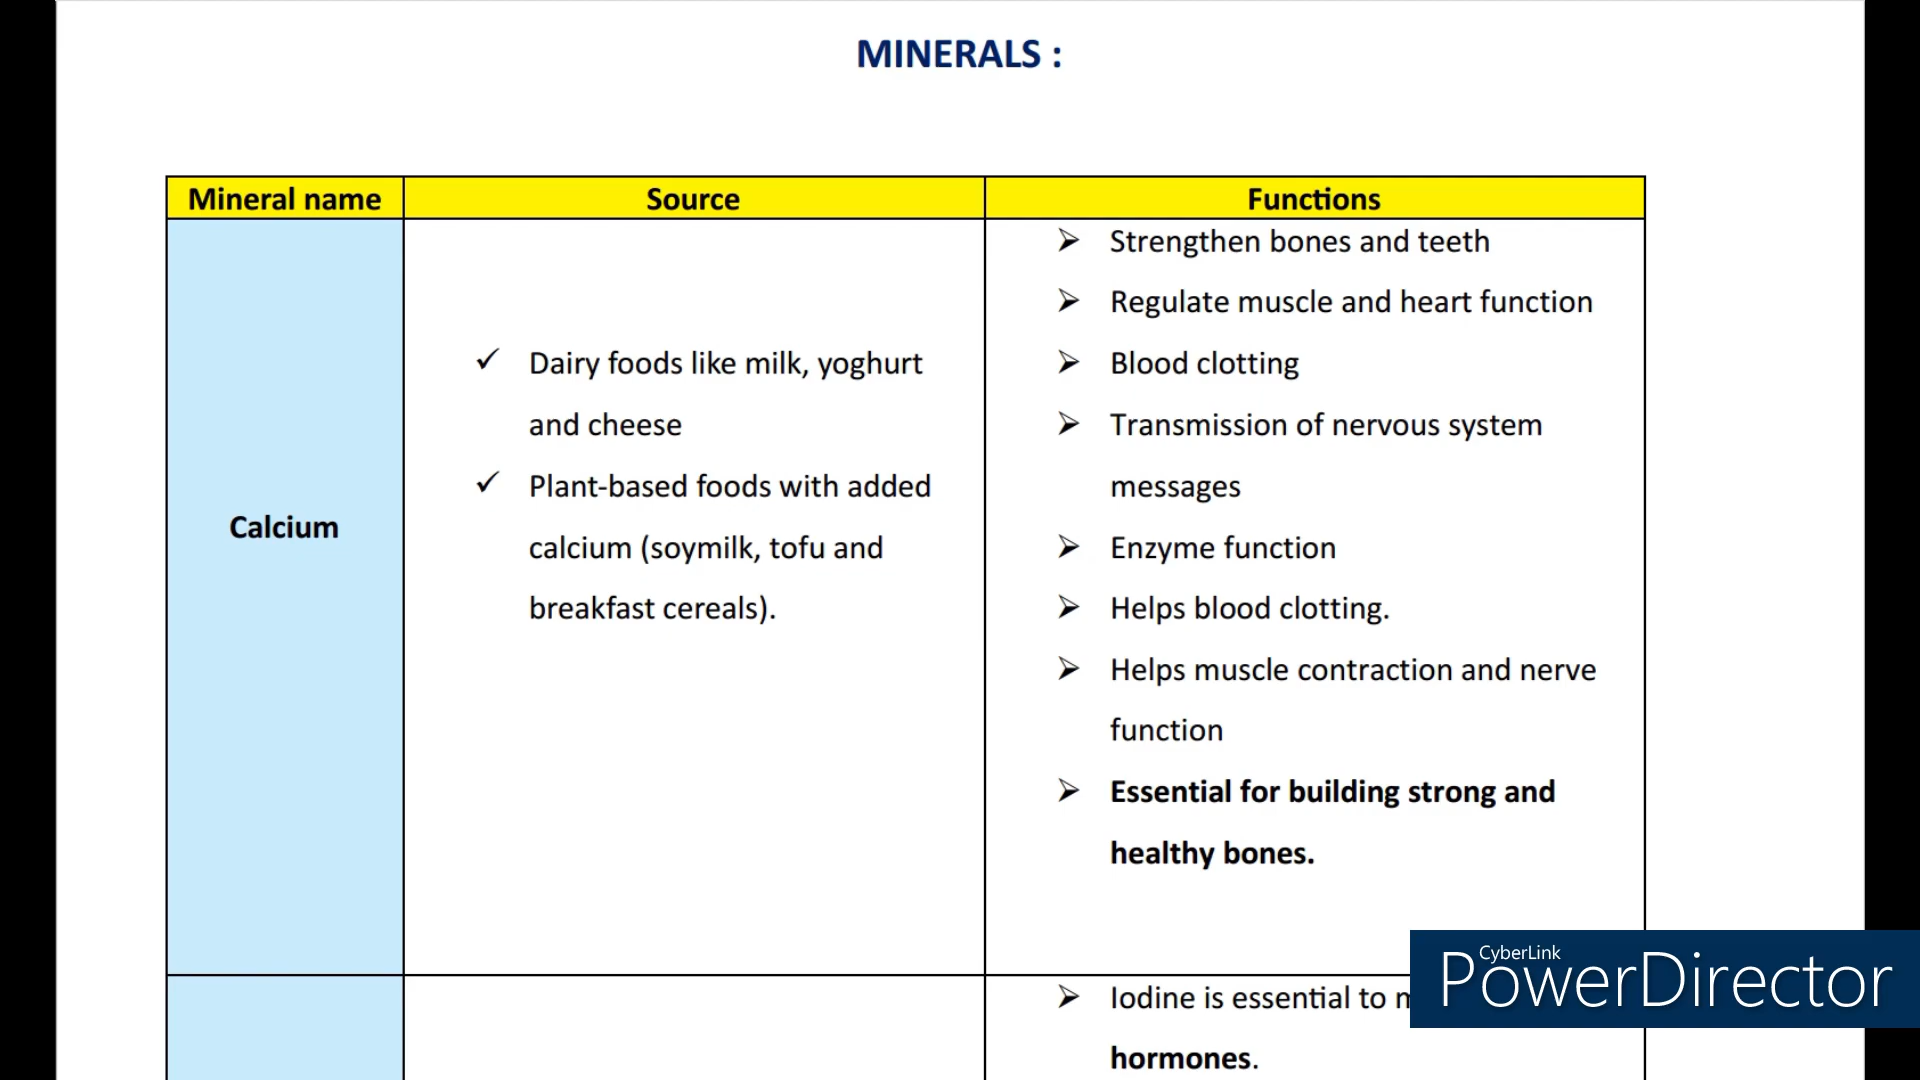 MINERALS :
Mineral name Source Functions
Calcium
✓ Dairy foods like milk, yoghurt
and cheese
✓ Plant-based foods with added
calcium (soymilk, tofu and
breakfast cereals).
➢ Strengthen bones and teeth
➢ Regulate muscle and heart function
➢ Blood clotting
➢ Transmission of nervous system
messages
➢ Enzyme function
➢ Helps blood clotting.
➢ Helps muscle contraction and nerve
function
➢ Essential for building strong and
healthy bones.
➢ Iodine is essential to
hormones.
CyberLink
PowerDirector